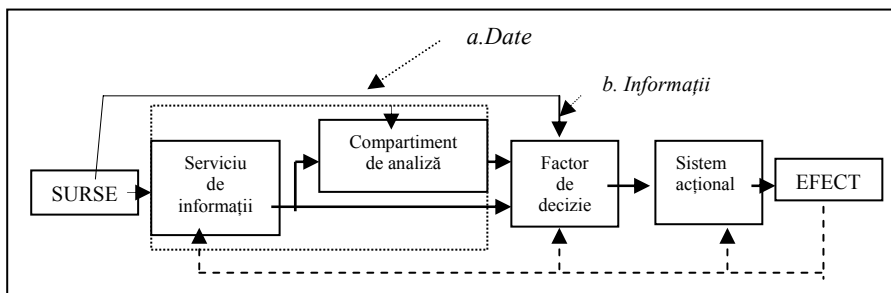 a.Date
b. Informații
SURSE
Serviciu
de
informații
Compartiment
de analiză
Factor
de
decizie
Sistem
acțional
EFECT